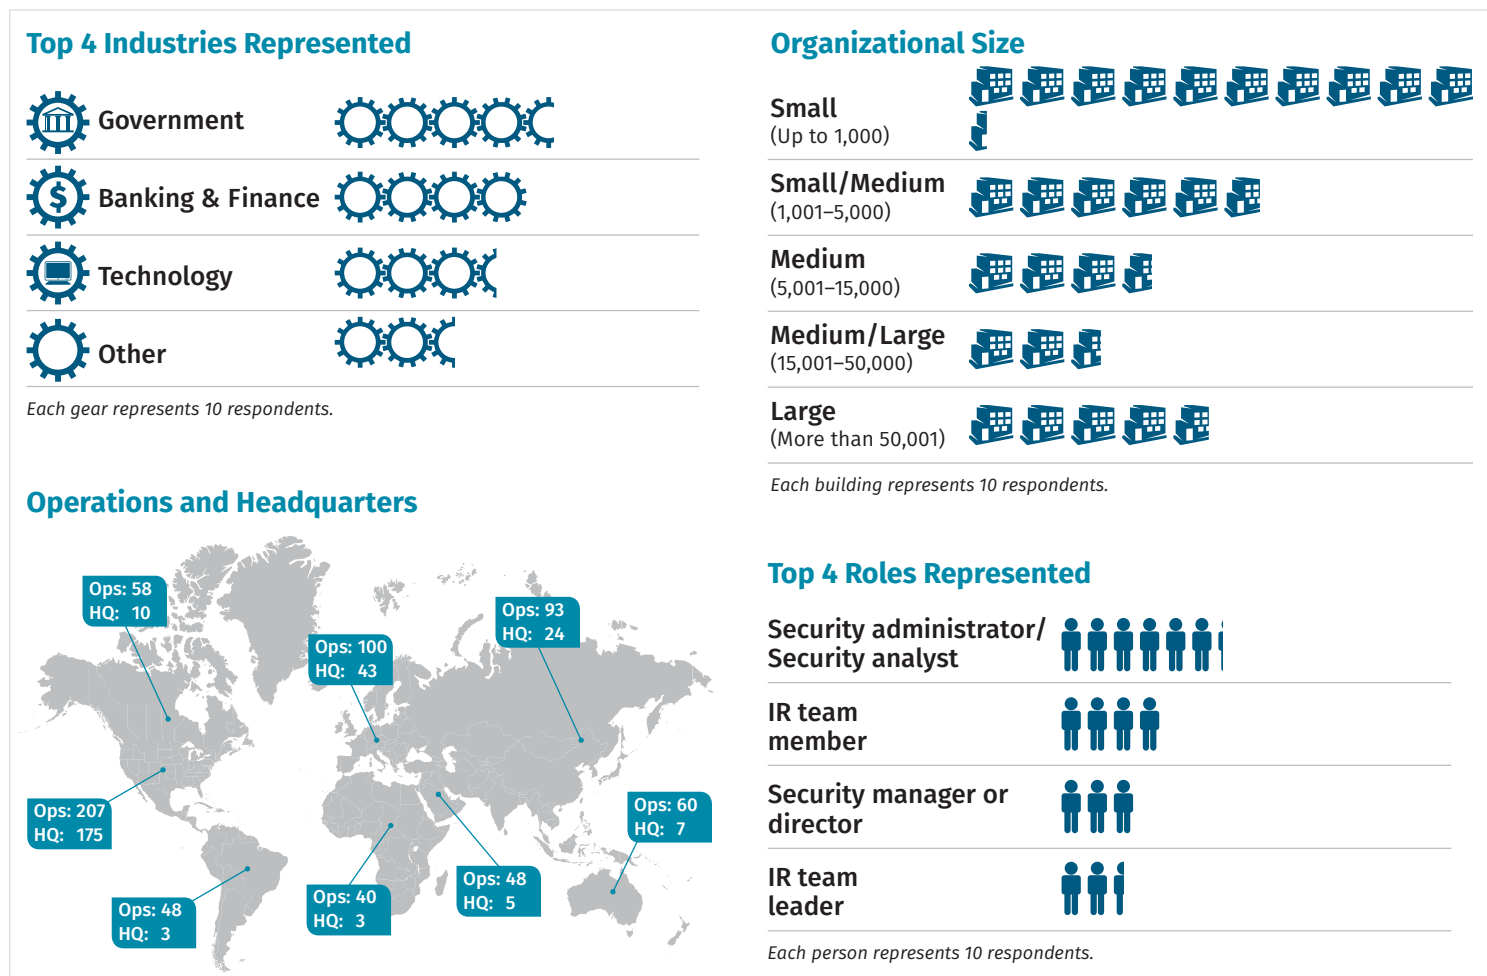 Top 4 Industries Represented
Government
$
Banking & Finance
Technology
Other
Each gear represents 10 respondents.
Organizational Size
Small
(Up to 1,000)
Small/Medium
(1,001–5,000)
Medium
(5,001–15,000)
Medium/Large
(15,001–50,000)
Large
(More than 50,001)
Each building represents 10 respondents.
Operations and Headquarters
Ops: 58
HQ: 10
Ops: 100
HQ: 43
Ops: 93
HQ: 24
Ops: 207
HQ: 175
Ops: 60
HQ: 7
Ops: 48
HQ: 3
Ops: 40
HQ: 3
Ops: 48
HQ: 5
Top 4 Roles Represented
Security administrator/
Security analyst
IR team
member
Security manager or
director
IR team
leader
Each person represents 10 respondents.